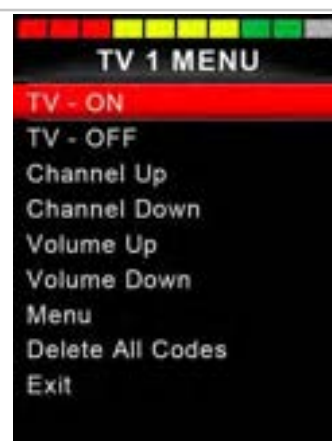 TV 1 MENU
TV - ON
TV - OFF
Channel Up
Channel Down
Volume Up
Volume Down
Menu
Delete All Codes
Exit